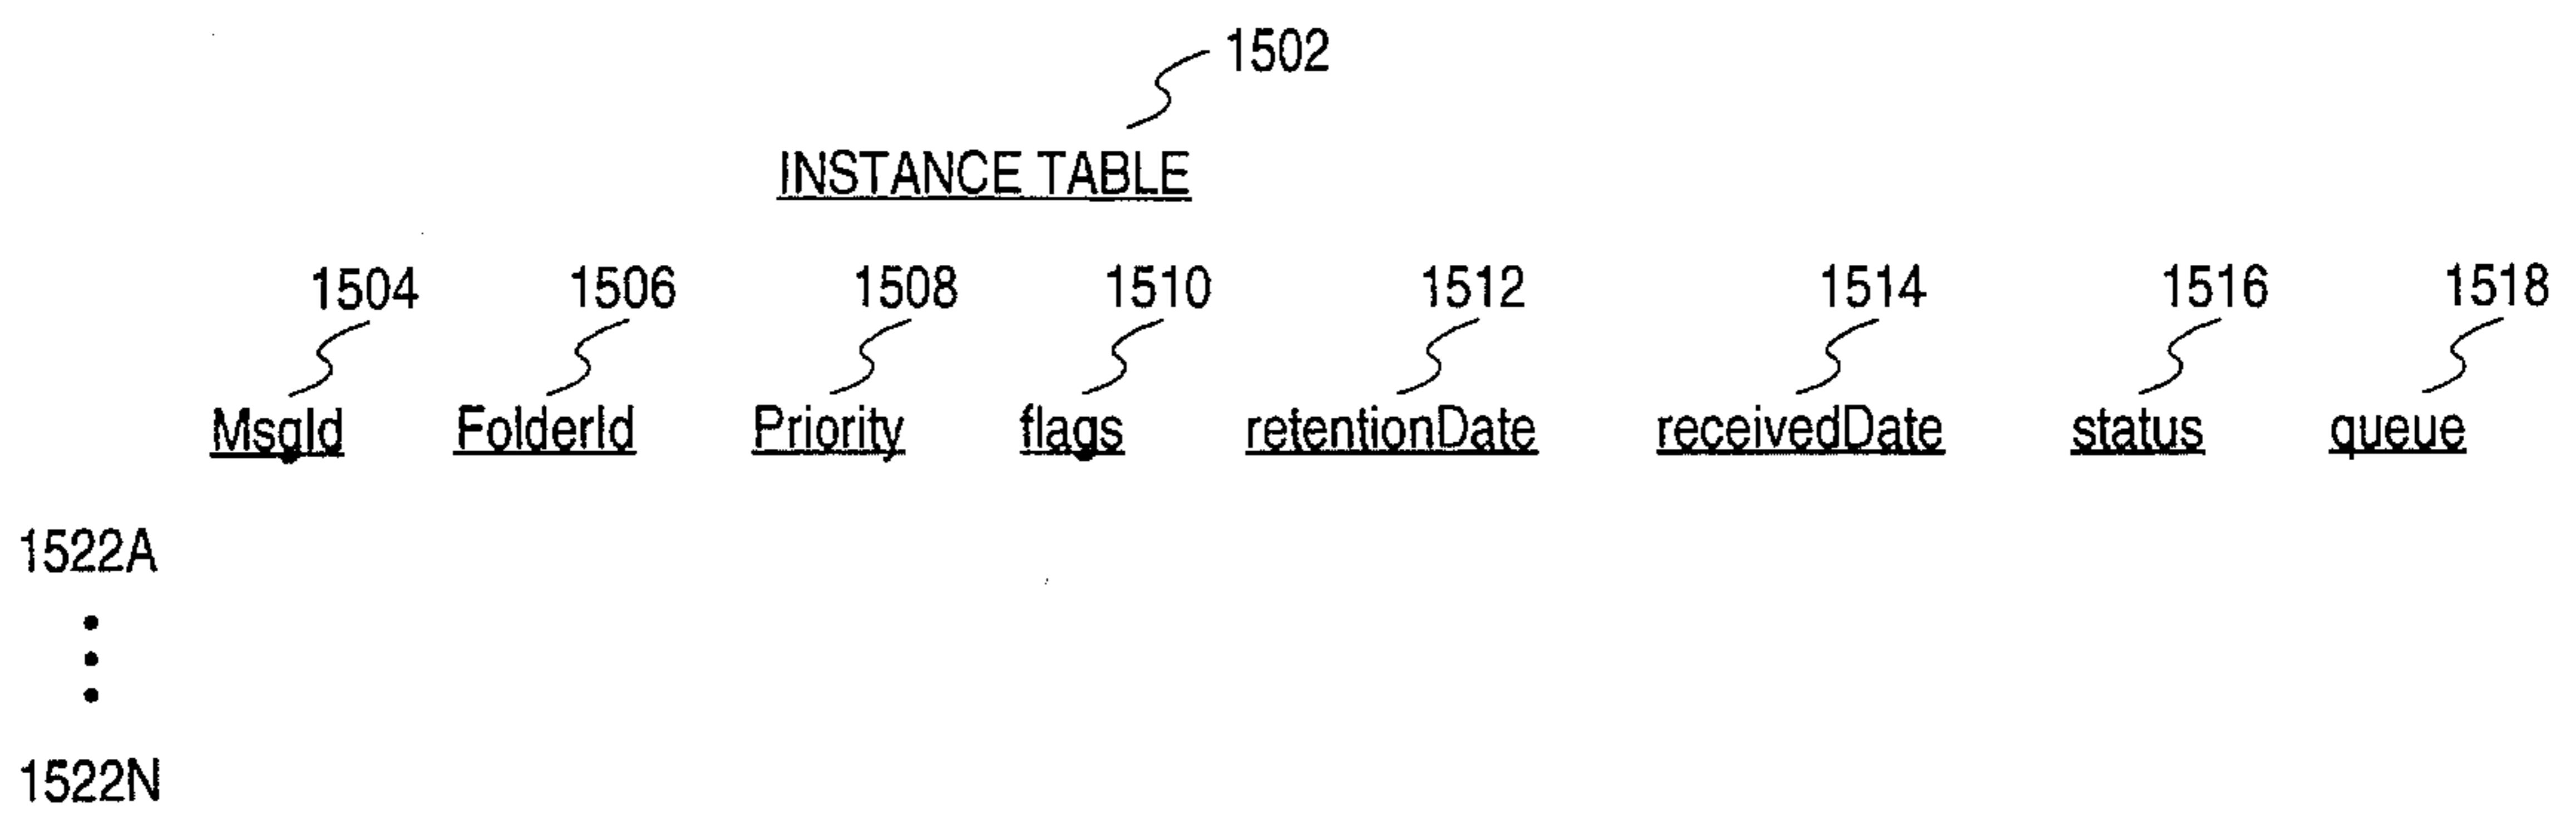 1502
INSTANCE TABLE
1504 1506 1508 1510 1512 1514 1516 1518
MsgId FolderId Priority flags retentionDate receivedDate status queue
1522A
1522N